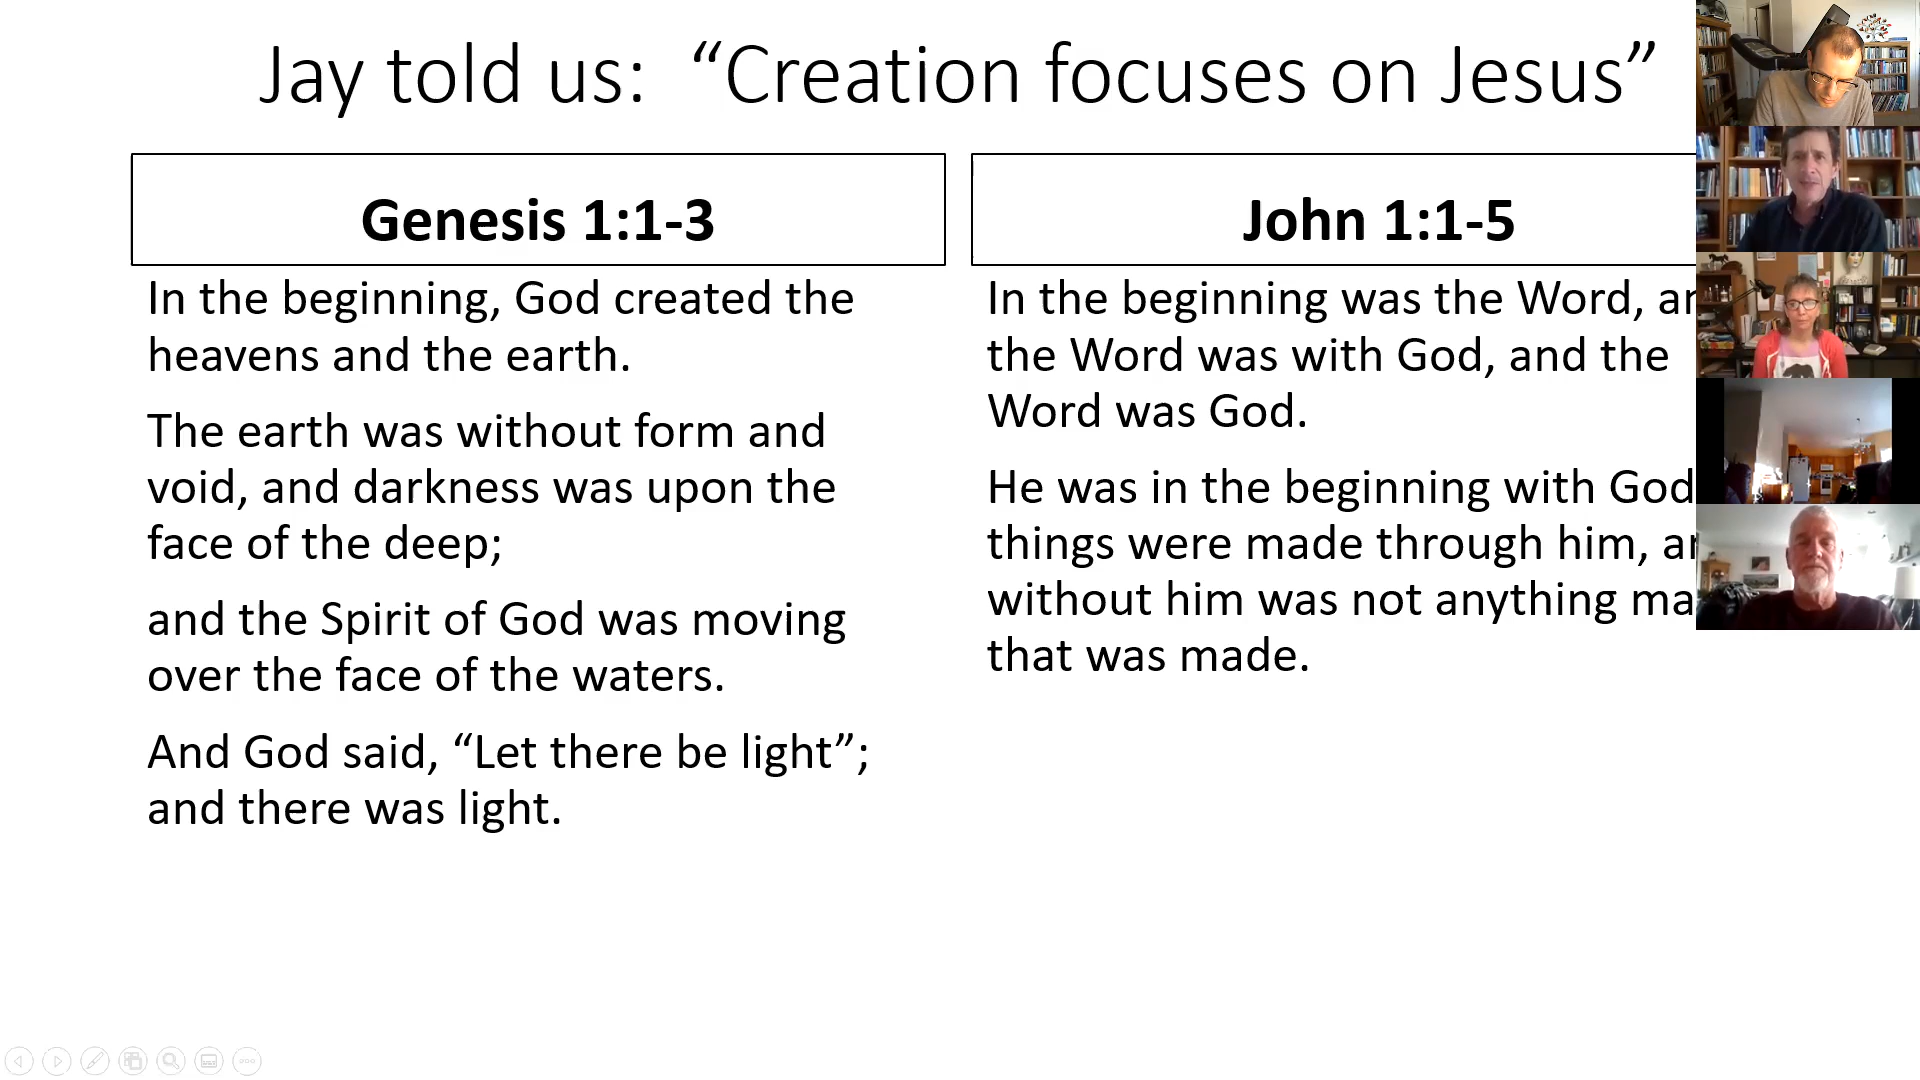 Jay told us: “Creation focuses on Jesus”
Genesis 1:1-3
In the beginning, God created the
heavens and the earth.
The earth was without form and
void, and darkness was upon the
face of the deep;
and the Spirit of God was moving
over the face of the waters.
And God said, “Let there be light”;
and there was light.
John 1:1-5
In the beginning was the Word,
the Word was with God, and the
Word was God.
He was in the beginning with God
things were made through him,
without him was not anything
that was made.